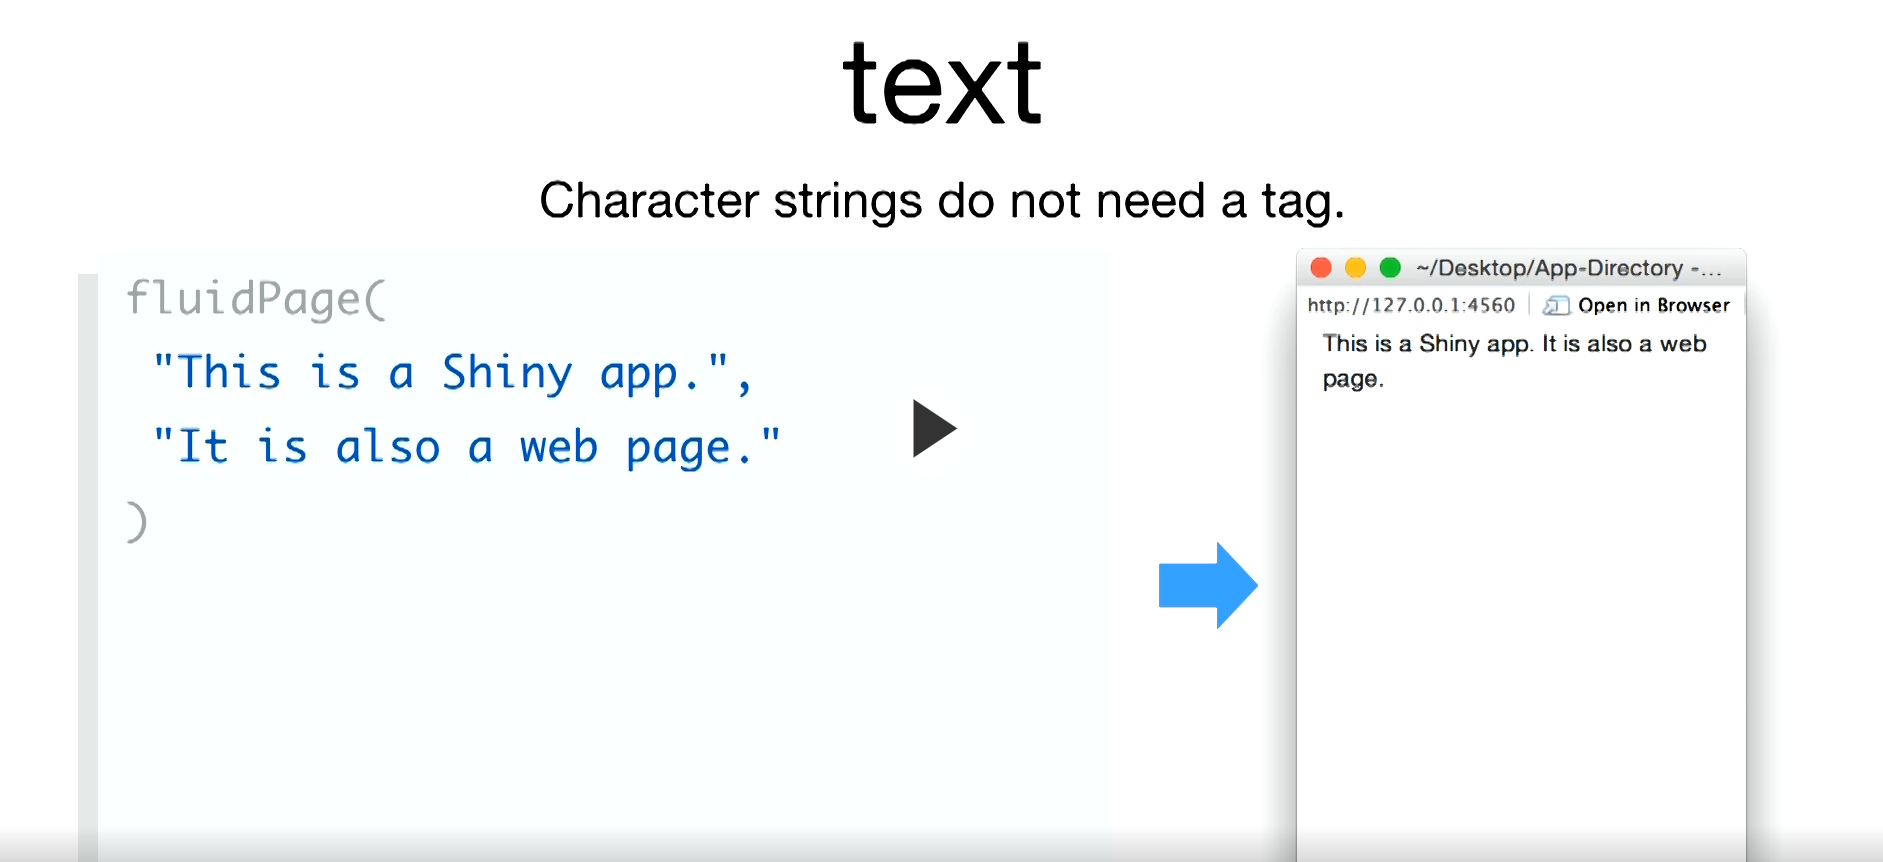 text
Character strings do not need a tag.
fluidPage(
"This is a Shiny app.",
"It is also a web page."
)
~/Desktop/App-Directory -...
http://127.0.0.1:4560 Open in Browser
This is a Shiny app. It is also a web
page.